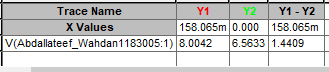 Trace Name Y1 Y2 Y1 - Y2
X Values 158.065m 0.000 158.065m
V(Abdallateef_Wahdan1183005:1) 8.0042 6.5633 1.4409